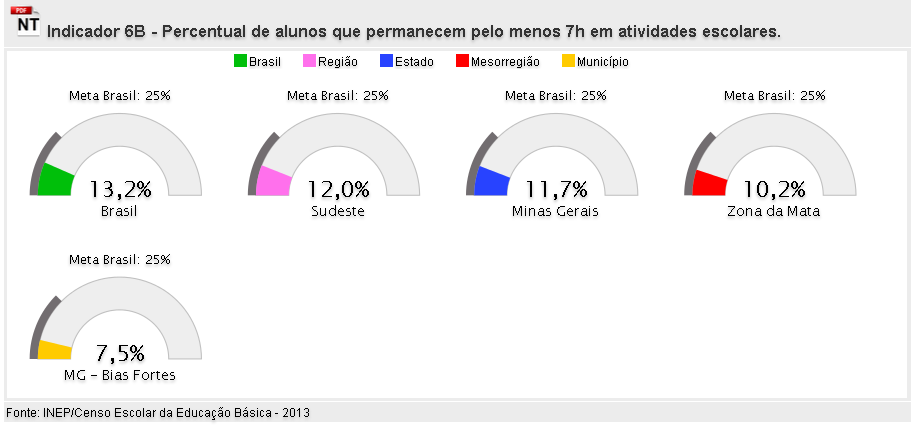 PDF
NT
Indicador 6B - Percentual de alunos que permanecem pelo menos 7h em atividades escolares.
Brasil Região Estado Mesorregião Município
Meta Brasil: 25% Meta Brasil: 25% Meta Brasil: 25% Meta Brasil: 25%
13,2% 12,0% 11,7% 10,2%
Brasil Sudeste Minas Gerais Zona da Mata
Meta Brasil: 25%
7,5%
MG - Bias Fortes
Fonte: INEP/Censo Escolar da Educação Básica - 2013